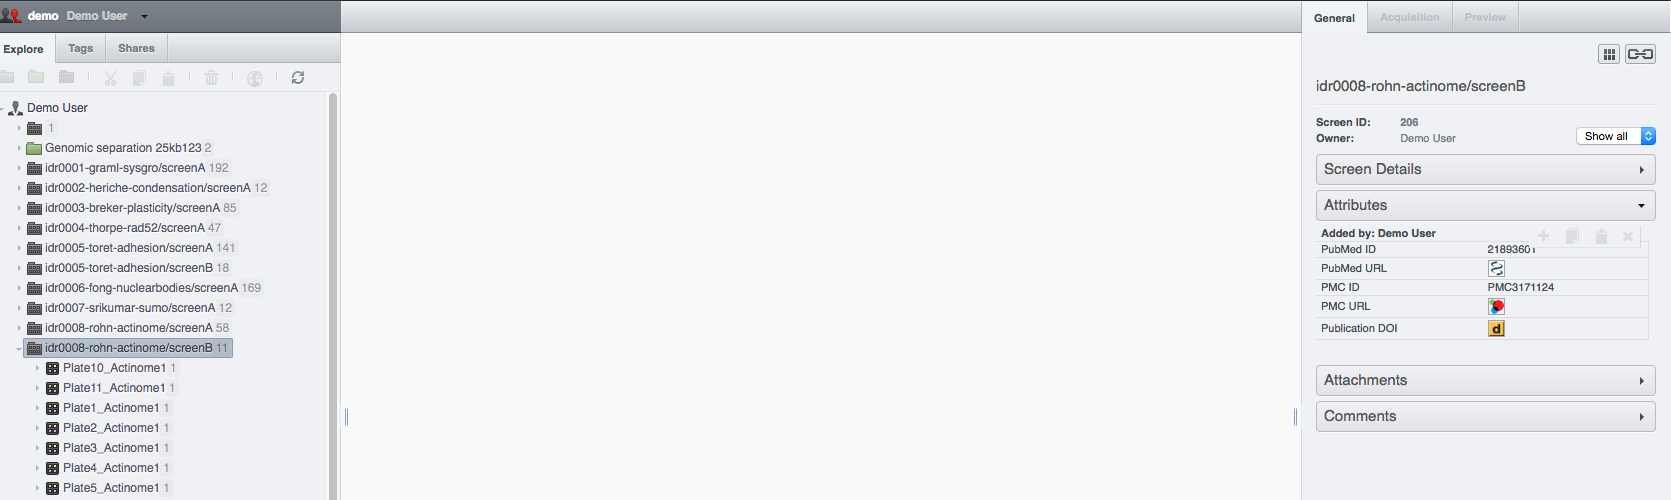 demo Demo User
Explore Tags Shares
Demo User
1
Genomic separation 25kb123 2
idr0001-graml-sysgro/screenA 192
idr0002-heriche-condensation/screenA 12
idr0003-breker-plasticity/screenA 85
idr0004-thorpe-rad52/screenA 47
idr0005-toret-adhesion/screenA 141
idr0005-toret-adhesion/screenB 18
idr0006-fong-nuclearbodies/screenA 169
idr0007-srikumar-sumo/screenA 12
idr0008-rohn-actinome/screenA 58
idr0008-rohn-actinome/screenB 11
Plate10_Actinome1 1
Plate11_Actinome1 1
Plate1_Actinome1 1
Plate2_Actinome1 1
Plate3_Actinome1 1
Plate4_Actinome1 1
Plate5_Actinome1 1
General Acquisition Preview
idr0008-rohn-actinome/screenB
Screen ID: 206
Owner: Demo User
Show all
Screen Details
Attributes
Added by: Demo User
PubMed ID 21893601
PubMed URL
PMC ID PMC3171124
PMC URL
Publication DOI d
Attachments
Comments